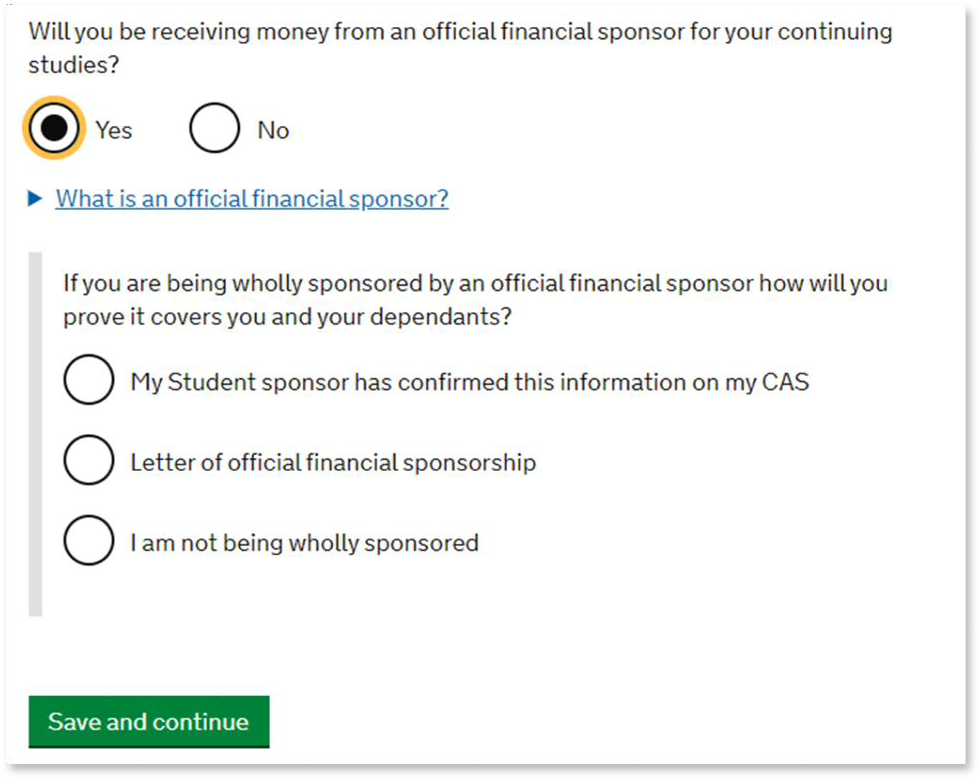 Will you be receiving money from an official financial sponsor for your continuing
studies?
Yes
No
What is an official financial sponsor?
If you are being wholly sponsored by an official financial sponsor how will you
prove it covers you and your dependants?
My Student sponsor has confirmed this information on my CAS
Letter of official financial sponsorship
I am not being wholly sponsored
Save and continue